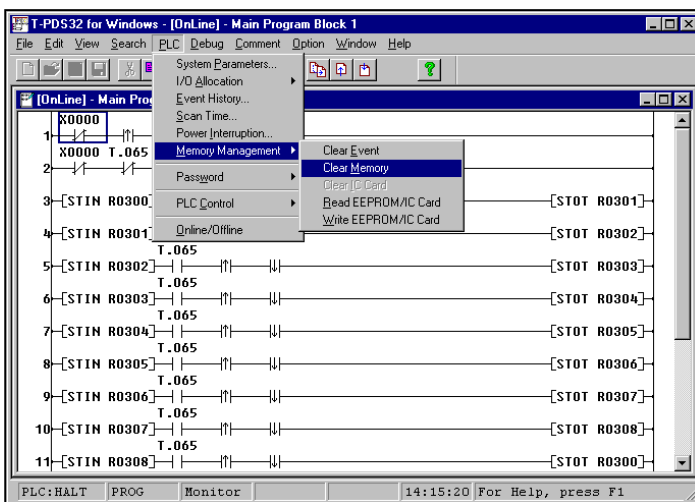 T-PDS32 for Windows - [OnLine] - Main Program Block 1
File Edit View Search PLC Debug Comment Option Window Help
System Parameters...
I/O Allocation
Event History...
Scan Time...
Power Interruption...
Memory Management
Password
PLC Control
Online/Offline
Clear Event
Clear Memory
Clear IC Card
Read EEPROM/IC Card
Write EEPROM/IC Card
[OnLine] - Main Prog
X0000
1
X0000 T.065
2
3 [STIN R0300] [STOT R0301]
4 [STIN R0301] [STOT R0302]
T.065
5 [STIN R0302] [STOT R0303]
T.065
6 [STIN R0303] [STOT R0304]
T.065
7 [STIN R0304] [STOT R0305]
T.065
8 [STIN R0305] [STOT R0306]
T.065
9 [STIN R0306] [STOT R0307]
T.065
10 [STIN R0307] [STOT R0308]
T.065
11 [STIN R0308] [STOT R0300]
PLC:HALT PROG Monitor 14:15:20 For Help, press F1